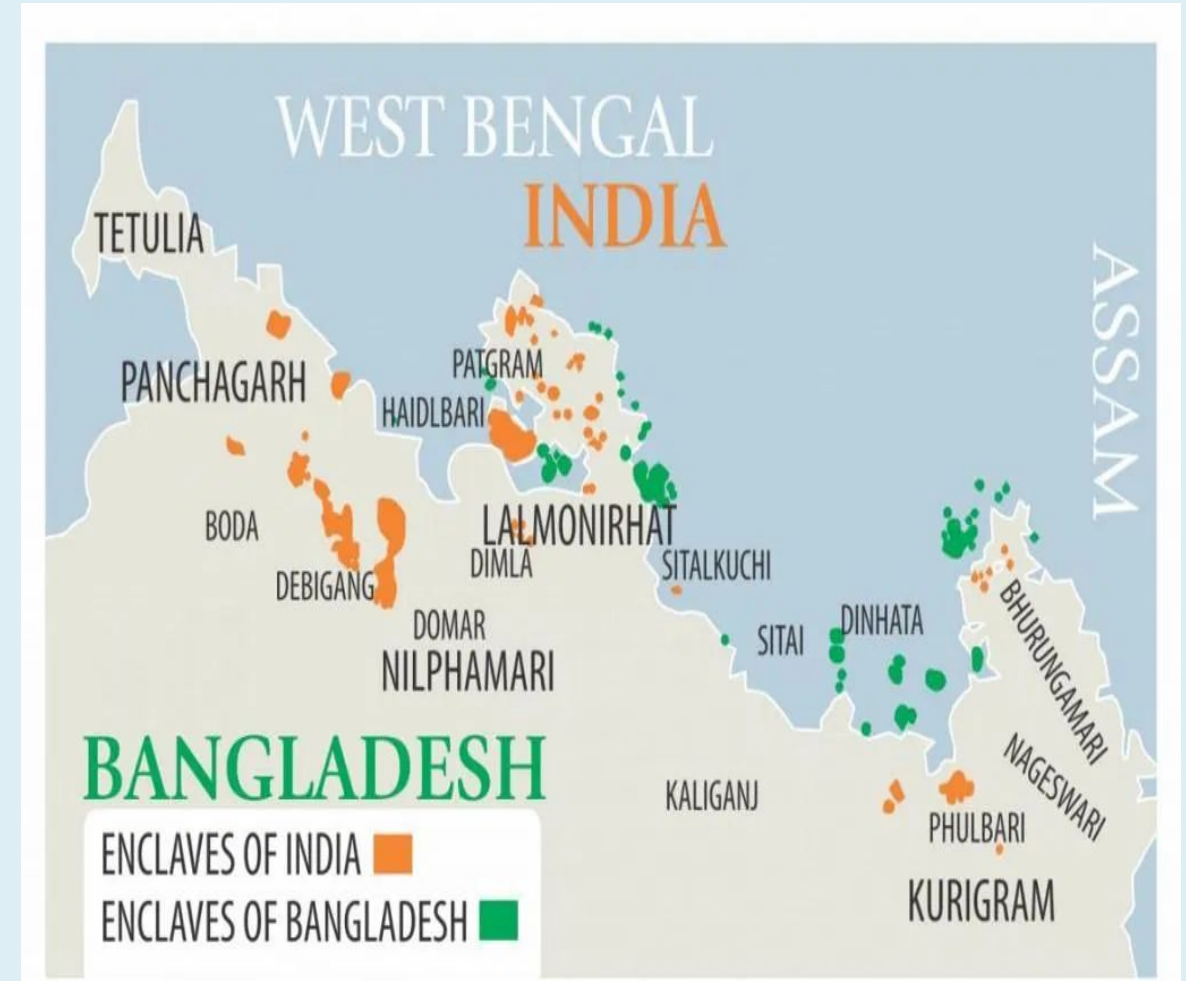 WEST BENGAL
INDIA
ASSAM
TETULIA
PANCHAGARH
PATGRAM
HAIDLBARI
BODA
LALMONIRHAT
DIMLA
SITALKUCHI
DEBIGANG
DOMAR
NILPHAMARI
SITAI
DINHATA
BHURUNGAMARI
NAGESWARI
BANGLADESH
KALIGANJ
PHULBARI
KURIGRAM
ENCLAVES OF INDIA
ENCLAVES OF BANGLADESH